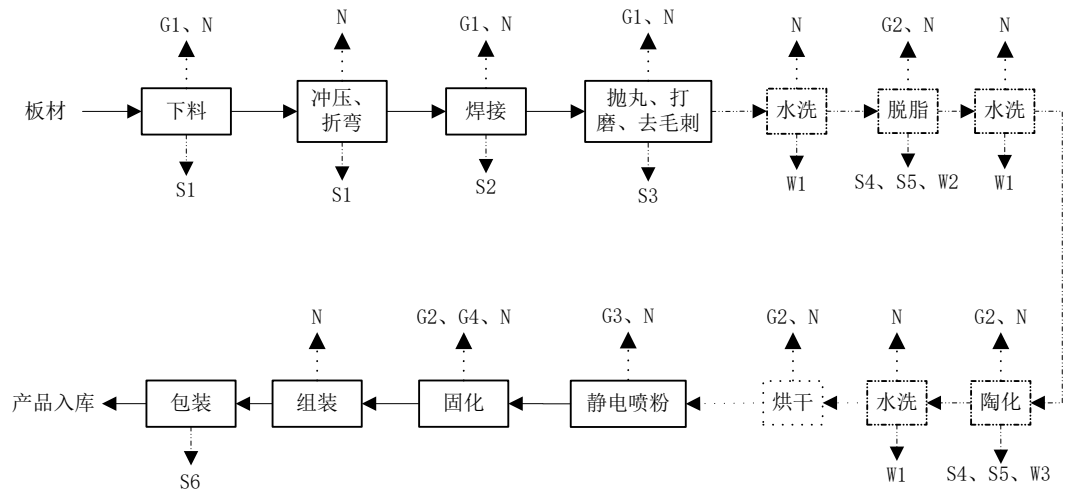 G1、N
N
G1、N
G1、N
N
G2、N
N
板材
下料
冲压、
折弯
焊接
抛丸、打
磨、去毛刺
水洗
脱脂
水洗
S1
S1
S2
S3
W1
S4、S5、W2
W1
N
G2、G4、N
G3、N
G2、N
N
G2、N
产品入库
包装
组装
固化
静电喷粉
烘干
水洗
陶化
S6
W1
S4、S5、W3